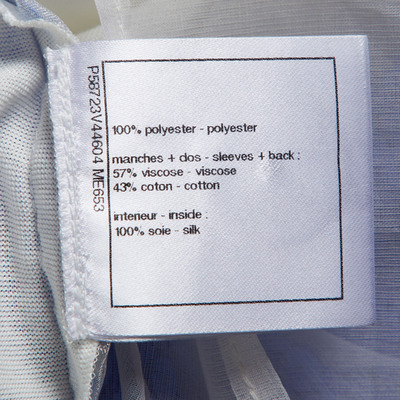 P58723V44604 ME653
100% polyester - polyester
manches + dos - sleeves + back :
57% viscose - viscose
43% coton - cotton
interieur - inside :
100% soie - silk